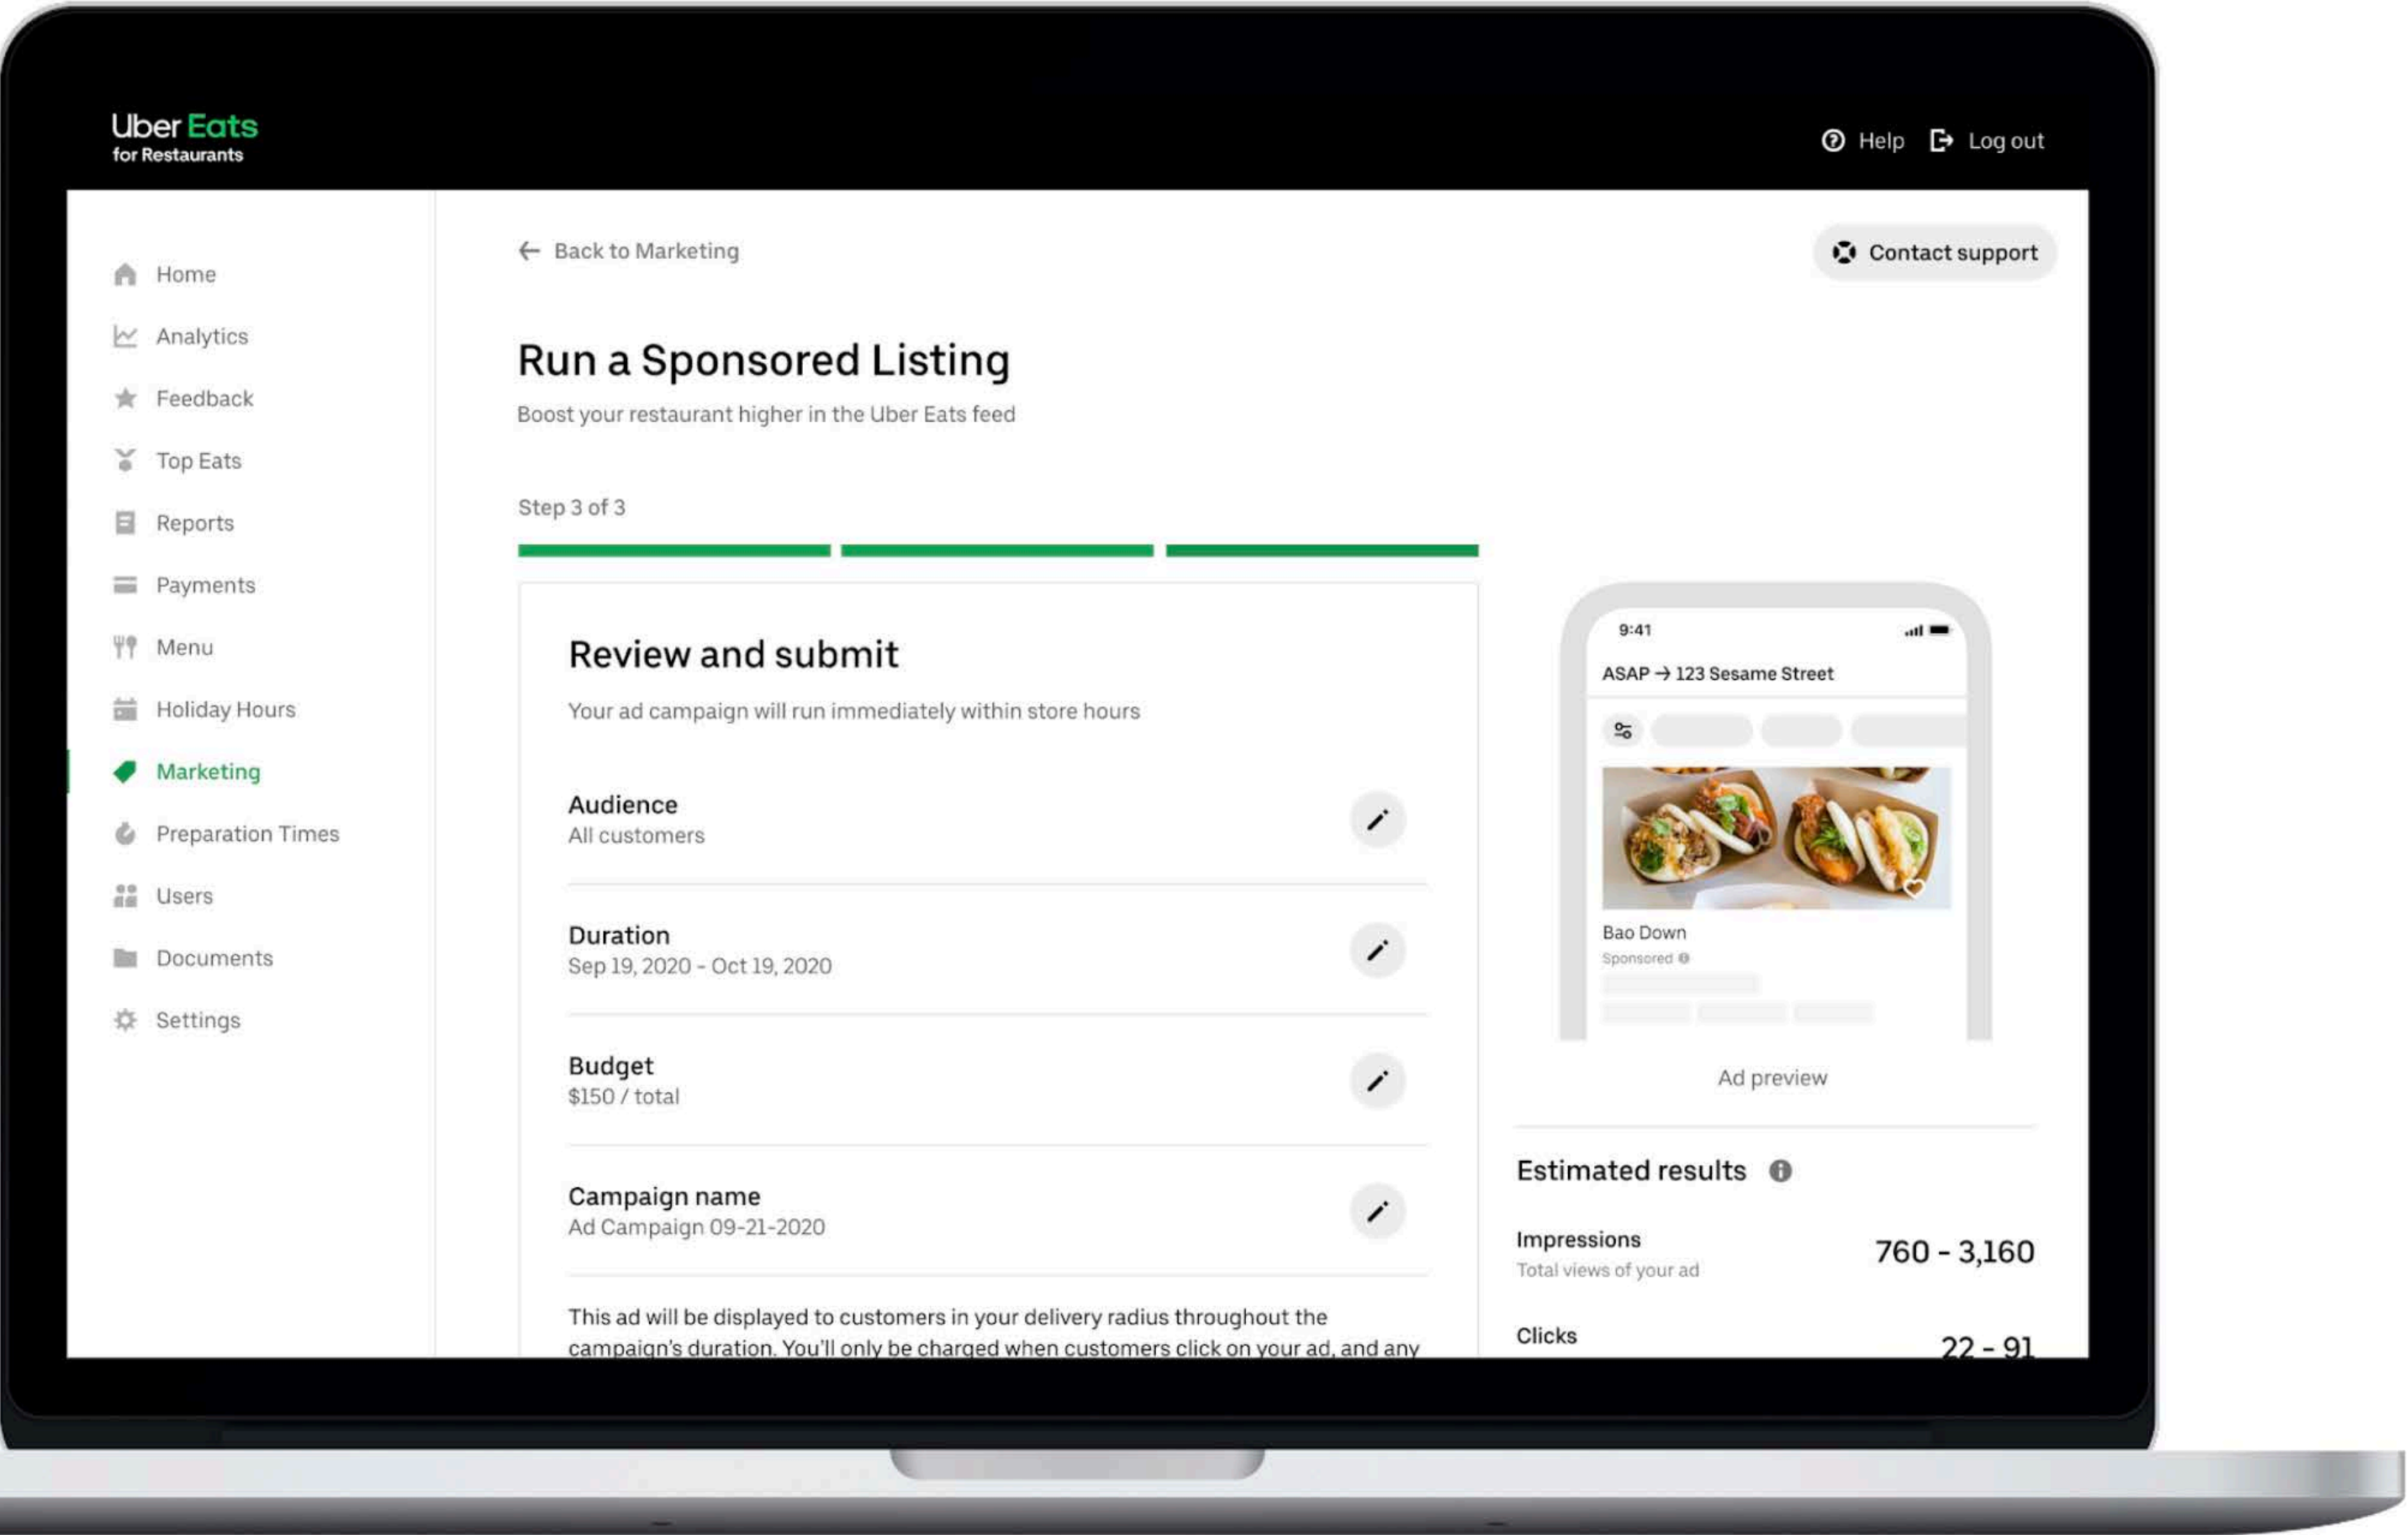 Uber Eats
for Restaurants
Help
Log out
Home
Analytics
Feedback
Top Eats
Reports
Payments
Menu
Holiday Hours
Marketing
Preparation Times
Users
Documents
Settings
← Back to Marketing
Contact support
Run a Sponsored Listing
Boost your restaurant higher in the Uber Eats feed
Step 3 of 3
Review and submit
Your ad campaign will run immediately within store hours
Audience
All customers
Duration
Sep 19, 2020 - Oct 19, 2020
Budget
$150 / total
Campaign name
Ad Campaign 09-21-2020
This ad will be displayed to customers in your delivery radius throughout the
campaign's duration. You'll only be charged when customers click on your ad, and any
9:41
ASAP → 123 Sesame Street
Bao Down
Sponsored
Ad preview
Estimated results
Impressions
Total views of your ad
760 - 3,160
Clicks
22 - 91